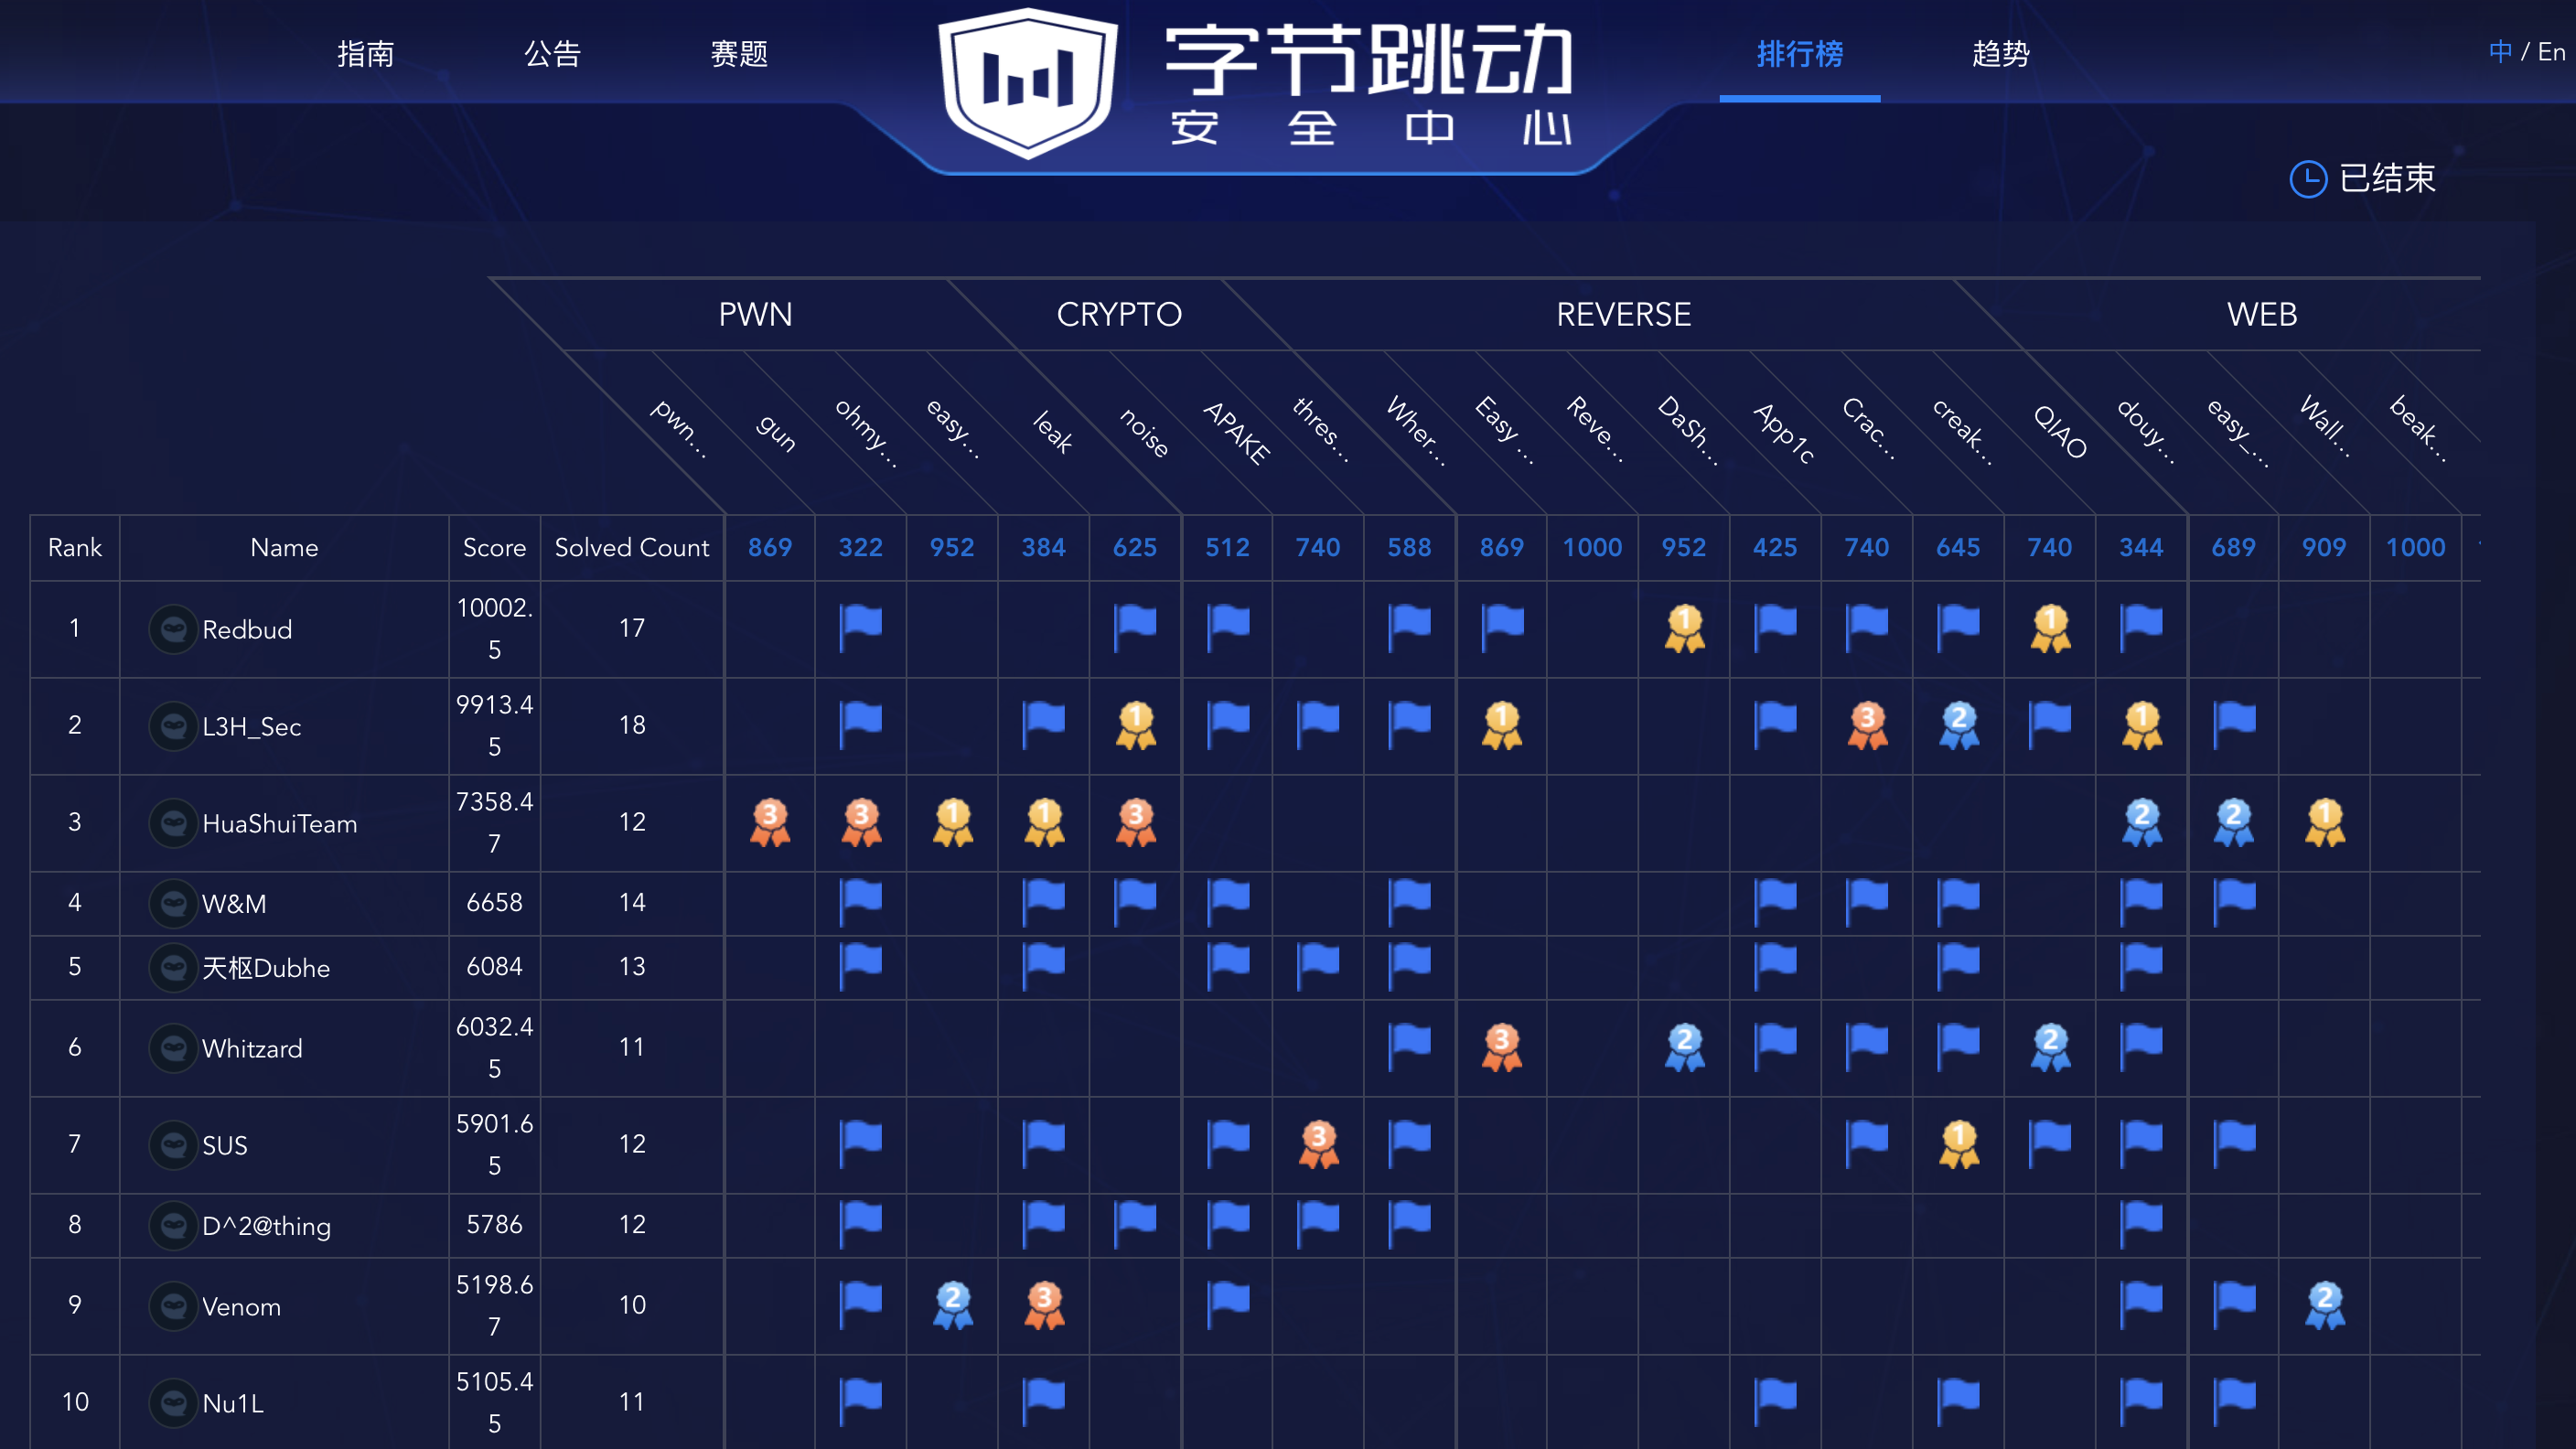 指南 公告 赛题 字节跳动 排行榜 趋势 中 / En
安全中心
已结束
PWN CRYPTO REVERSE WEB
pwn... gun ohmy... easy... leak noise APAKE thres... Wher... Easy ... Reve... DaSh... App1c Crac... creak... QIAO douy... easy_... Wall... beak...
Rank Name Score Solved Count 869 322 952 384 625 512 740 588 869 1000 952 425 740 645 740 344 689 909 1000
1 Redbud 10002.5 17 1 1
2 L3H_Sec 9913.45 18 1 1 3 2 1
3 HuaShuiTeam 7358.47 12 3 3 1 1 3 2 2 1
4 W&M 6658 14
5 天枢Dubhe 6084 13
6 Whitzard 6032.45 11 3 2 2
7 SUS 5901.65 12 3 1
8 D^2@thing 5786 12
9 Venom 5198.67 10 2 3 2
10 Nu1L 5105.45 11